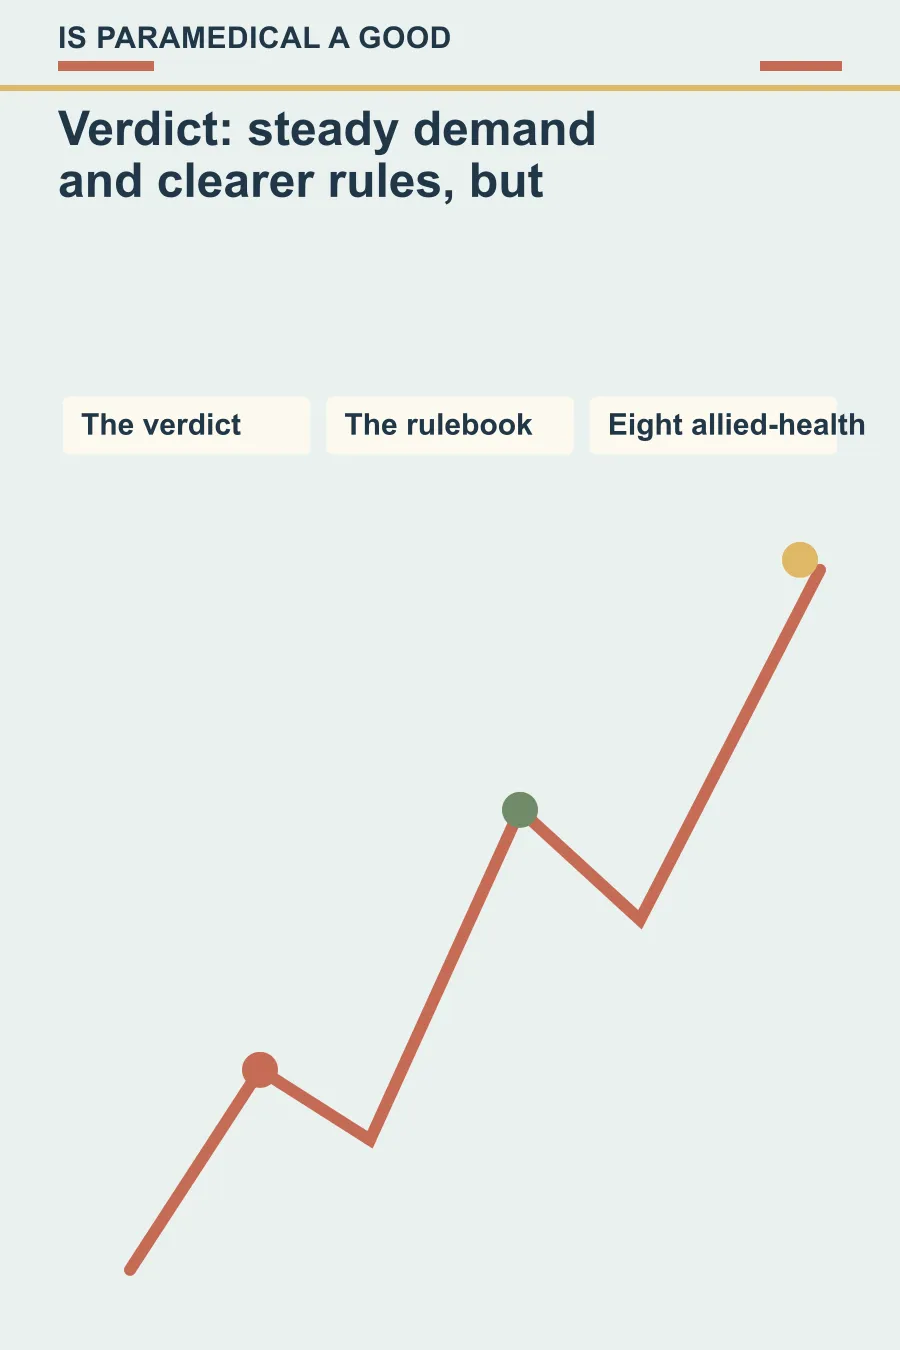 IS PARAMEDICAL A GOOD
Verdict: steady demand
and clearer rules, but
The verdict
The rulebook
Eight allied-health